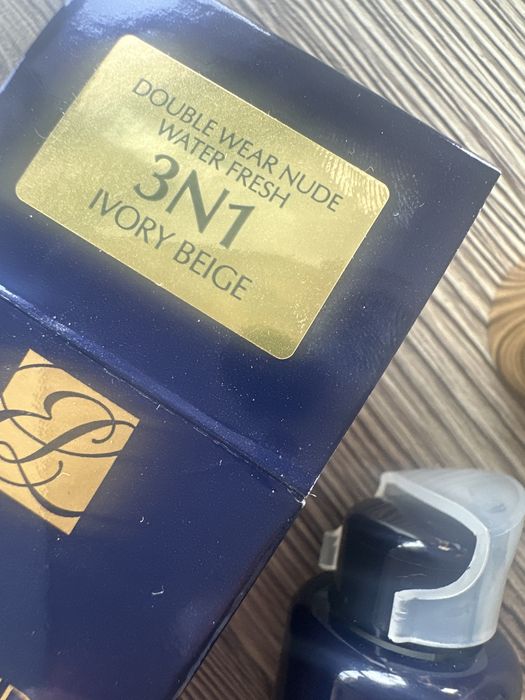 DOUBLE WEAR NUDE
WATER FRESH
3N1
IVORY BEIGE